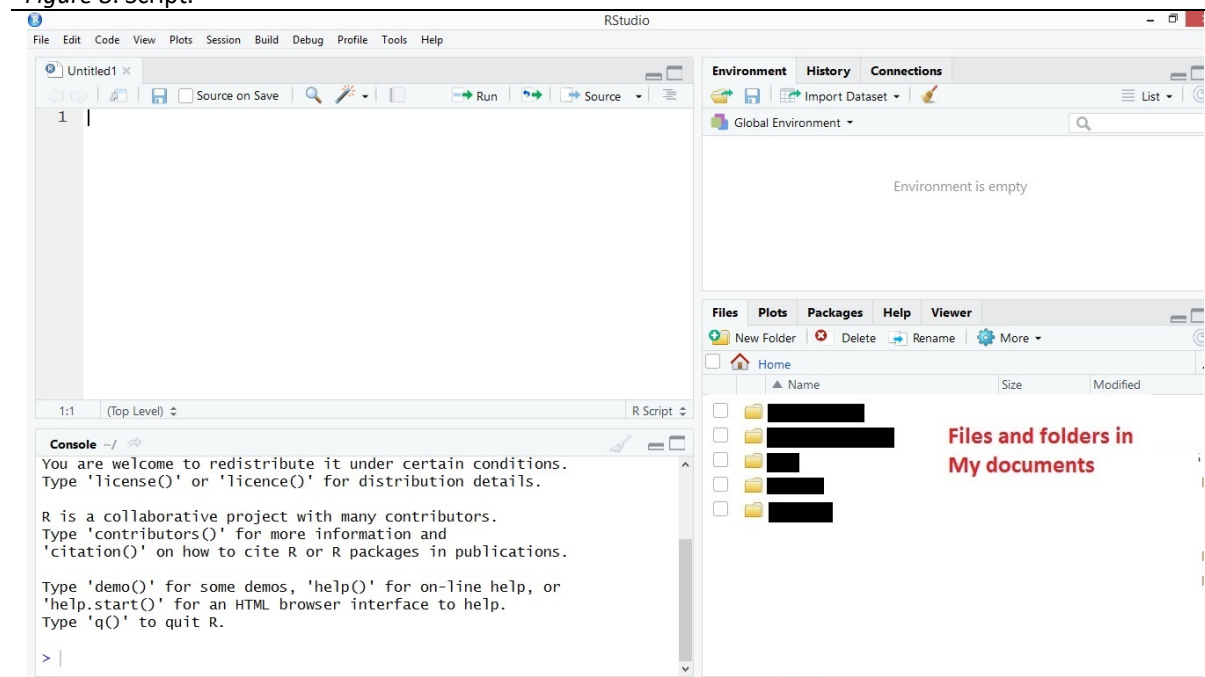 RStudio
File Edit Code View Plots Session Build Debug Profile Tools Help
Untitled1
Source on Save Run Source
1
1:1 (Top Level) R Script
Console ~/
You are welcome to redistribute it under certain conditions.
Type 'license()' or 'licence()' for distribution details.
R is a collaborative project with many contributors.
Type 'contributors()' for more information and
'citation()' on how to cite R or R packages in publications.
Type 'demo()' for some demos, 'help()' for on-line help, or
'help.start()' for an HTML browser interface to help.
Type 'q()' to quit R.
>
Environment History Connections
Import Dataset List
Global Environment
Environment is empty
Files Plots Packages Help Viewer
New Folder Delete Rename More
Home
Name Size Modified
Files and folders in
My documents